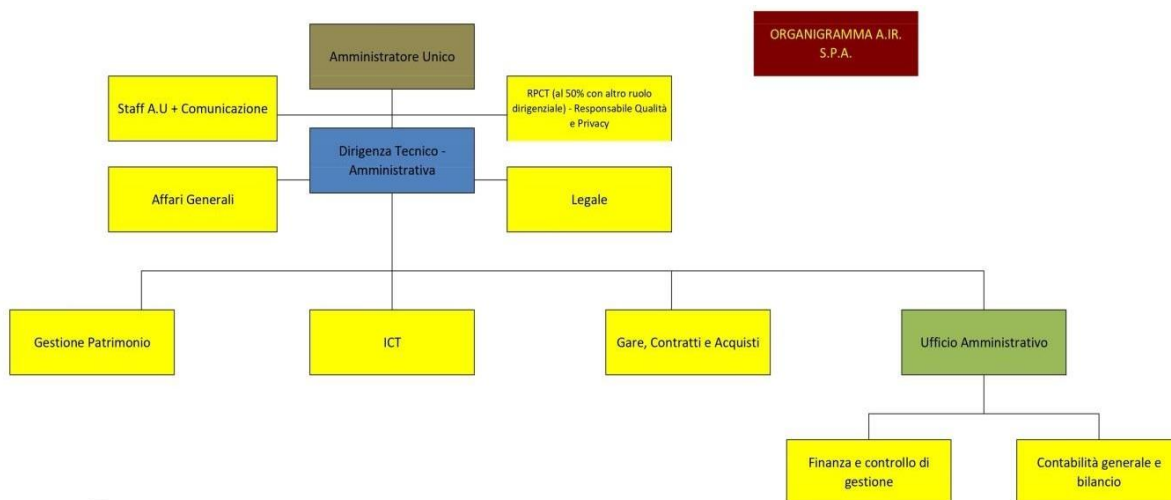 ORGANIGRAMMA A.IR.
S.P.A.
Amministratore Unico
Staff A.U + Comunicazione
RPCT (al 50% con altro ruolo
dirigenziale) - Responsabile Qualità
e Privacy
Dirigenza Tecnico -
Amministrativa
Affari Generali
Legale
Gestione Patrimonio
ICT
Gare, Contratti e Acquisti
Ufficio Amministrativo
Finanza e controllo di
gestione
Contabilità generale e
bilancio